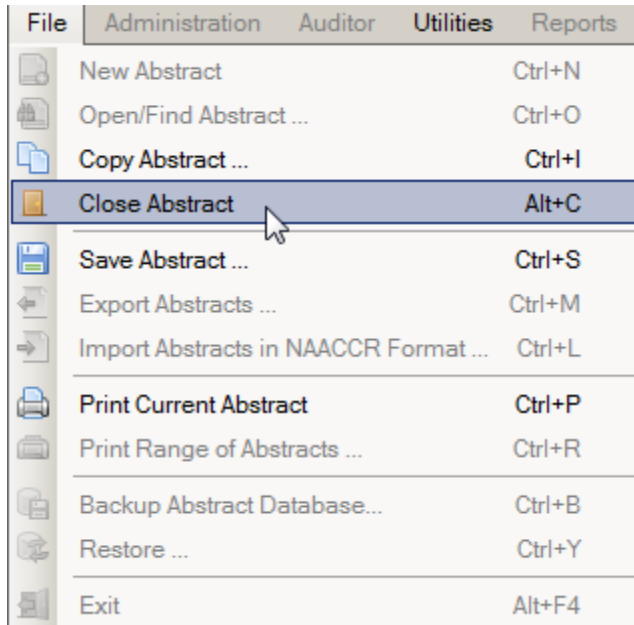 File Administration Auditor Utilities Reports
New Abstract Ctrl+N
Open/Find Abstract ... Ctrl+O
Copy Abstract ... Ctrl+I
Close Abstract Alt+C
Save Abstract ... Ctrl+S
Export Abstracts ... Ctrl+M
Import Abstracts in NAACCR Format ... Ctrl+L
Print Current Abstract Ctrl+P
Print Range of Abstracts ... Ctrl+R
Backup Abstract Database... Ctrl+B
Restore ... Ctrl+Y
Exit Alt+F4